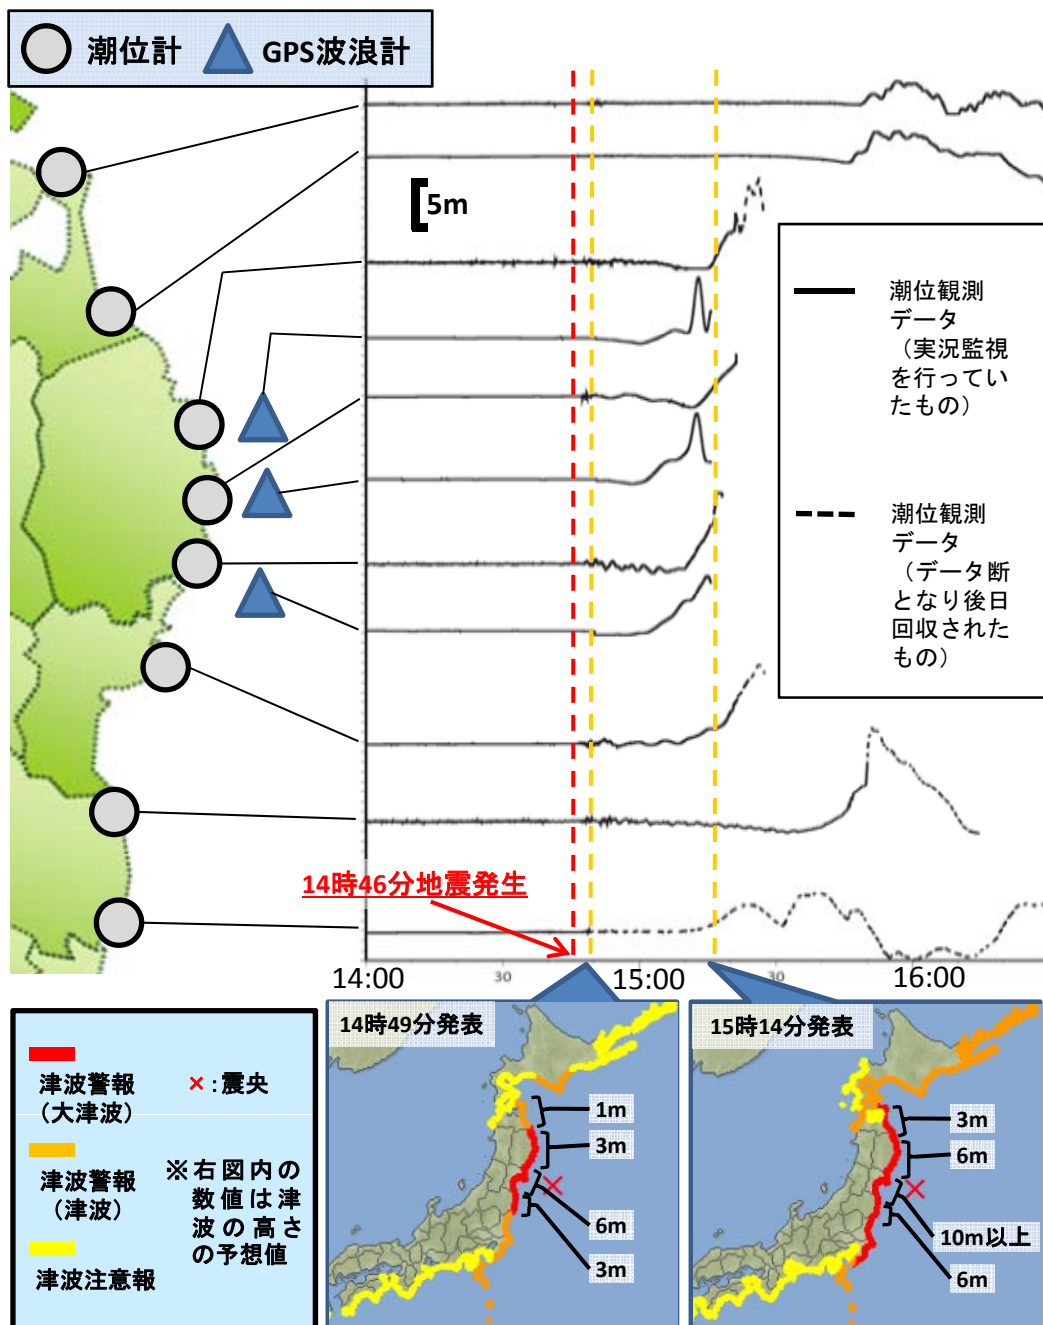 潮位計 GPS波浪計
5m
潮位観測
データ
(実況監視
を行ってい
たもの)
潮位観測
データ
(データ断
となり後日
回収された
もの)
14時46分地震発生
14:00 30 15:00 30 16:00
津波警報
(大津波)
×:震央
津波警報
(津波)
※右図内の
数値は津
波の高さ
の予想値
津波注意報
14時49分発表
1m
3m
6m
3m
15時14分発表
3m
6m
10m以上
6m